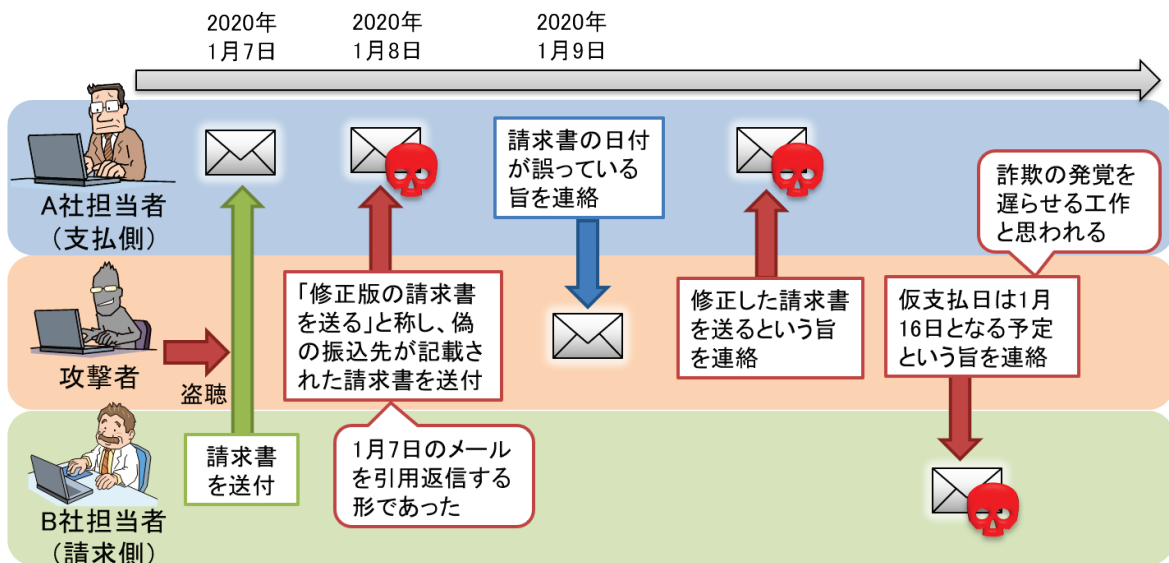 2020年
1月7日
2020年
1月8日
2020年
1月9日
A社担当者
（支払側）
請求書の日付
が誤っている
旨を連絡
詐欺の発覚を
遅らせる工作
と思われる
攻撃者
盗聴
「修正版の請求書
を送る」と称し、偽
の振込先が記載さ
れた請求書を送付
修正した請求書
を送るという旨
を連絡
仮支払日は1月
16日となる予定
という旨を連絡
B社担当者
（請求側）
請求書
を送付
1月7日のメール
を引用返信する
形であった